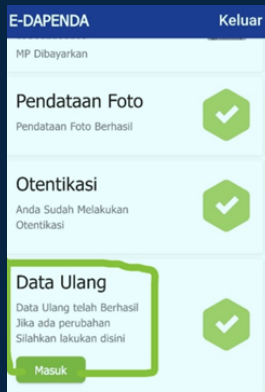 E-DAPENDA Keluar
MP Dibayarkan
Pendataan Foto
Pendataan Foto Berhasil
Otentikasi
Anda Sudah Melakukan
Otentikasi
Data Ulang
Data Ulang telah Berhasil
Jika ada perubahan
Silahkan lakukan disini
Masuk